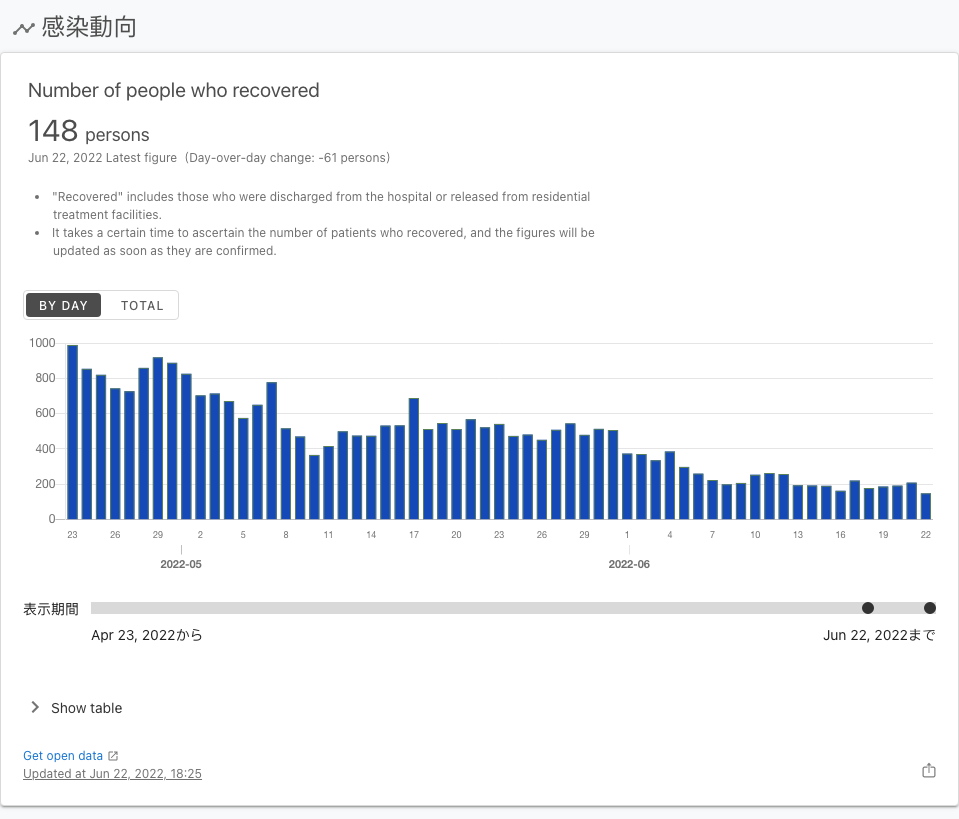 感染動向
Number of people who recovered
148 persons
Jun 22, 2022 Latest figure (Day-over-day change: -61 persons)
• "Recovered" includes those who were discharged from the hospital or released from residential
treatment facilities.
• It takes a certain time to ascertain the number of patients who recovered, and the figures will be
updated as soon as they are confirmed.
BY DAY TOTAL
1000
800
600
400
200
0
23 26 29 2 5 8 11 14 17 20 23 26 29 1 4 7 10 13 16 19 22
2022-05 2022-06
表示期間
Apr 23, 2022から Jun 22, 2022まで
Show table
Get open data
Updated at Jun 22, 2022, 18:25